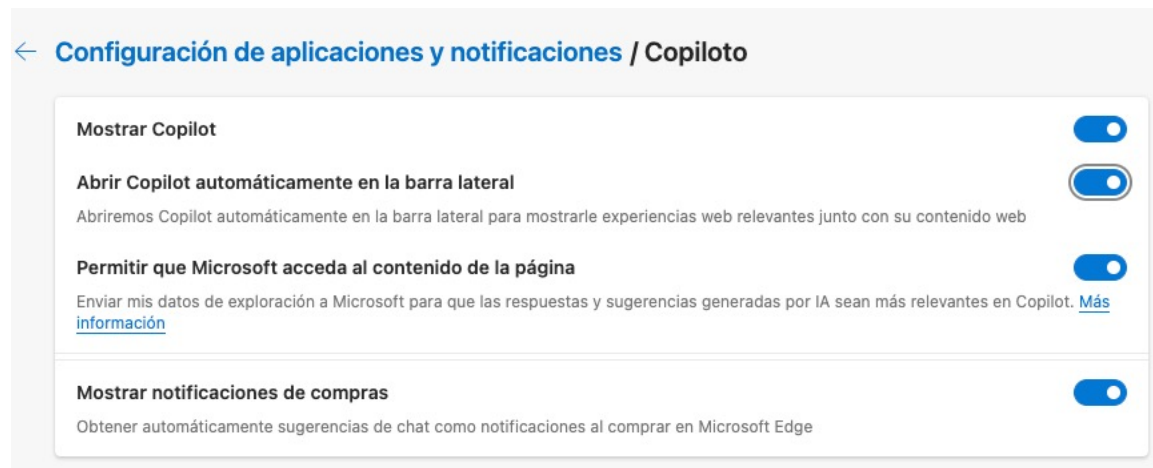 Configuración de aplicaciones y notificaciones / Copiloto
Mostrar Copilot
Abrir Copilot automáticamente en la barra lateral
Abriremos Copilot automáticamente en la barra lateral para mostrarle experiencias web relevantes junto con su contenido web
Permitir que Microsoft acceda al contenido de la página
Enviar mis datos de exploración a Microsoft para que las respuestas y sugerencias generadas por IA sean más relevantes en Copilot. Más
información
Mostrar notificaciones de compras
Obtener automáticamente sugerencias de chat como notificaciones al comprar en Microsoft Edge